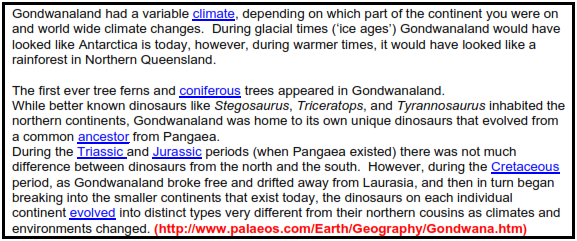 Gondwanaland had a variable climate, depending on which part of the continent you were on
and world wide climate changes.  During glacial times ('ice ages') Gondwanaland would have
looked like Antarctica is today, however, during warmer times, it would have looked like a
rainforest in Northern Queensland.

The first ever tree ferns and coniferous trees appeared in Gondwanaland.
While better known dinosaurs like Stegosaurus, Triceratops, and Tyrannosaurus inhabited the
northern continents, Gondwanaland was home to its own unique dinosaurs that evolved from
a common ancestor from Pangaea.
During the Triassic and Jurassic periods (when Pangaea existed) there was not much
difference between dinosaurs from the north and the south.  However, during the Cretaceous
period, as Gondwanaland broke free and drifted away from Laurasia, and then in turn began
breaking into the smaller continents that exist today, the dinosaurs on each individual
continent evolved into distinct types very different from their northern cousins as climates and
environments changed. (http://www.palaeos.com/Earth/Geography/Gondwana.htm)